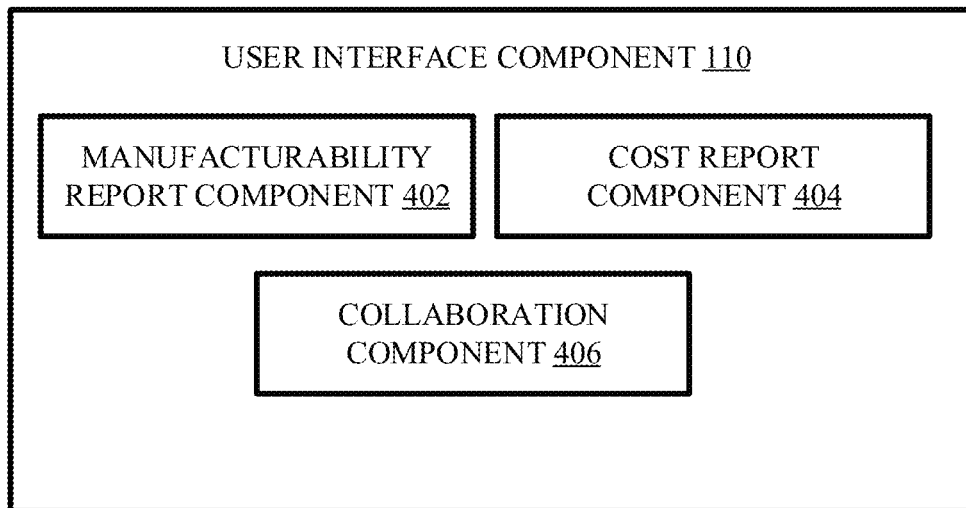 USER INTERFACE COMPONENT 110
MANUFACTURABILITY
REPORT COMPONENT 402
COST REPORT
COMPONENT 404
COLLABORATION
COMPONENT 406